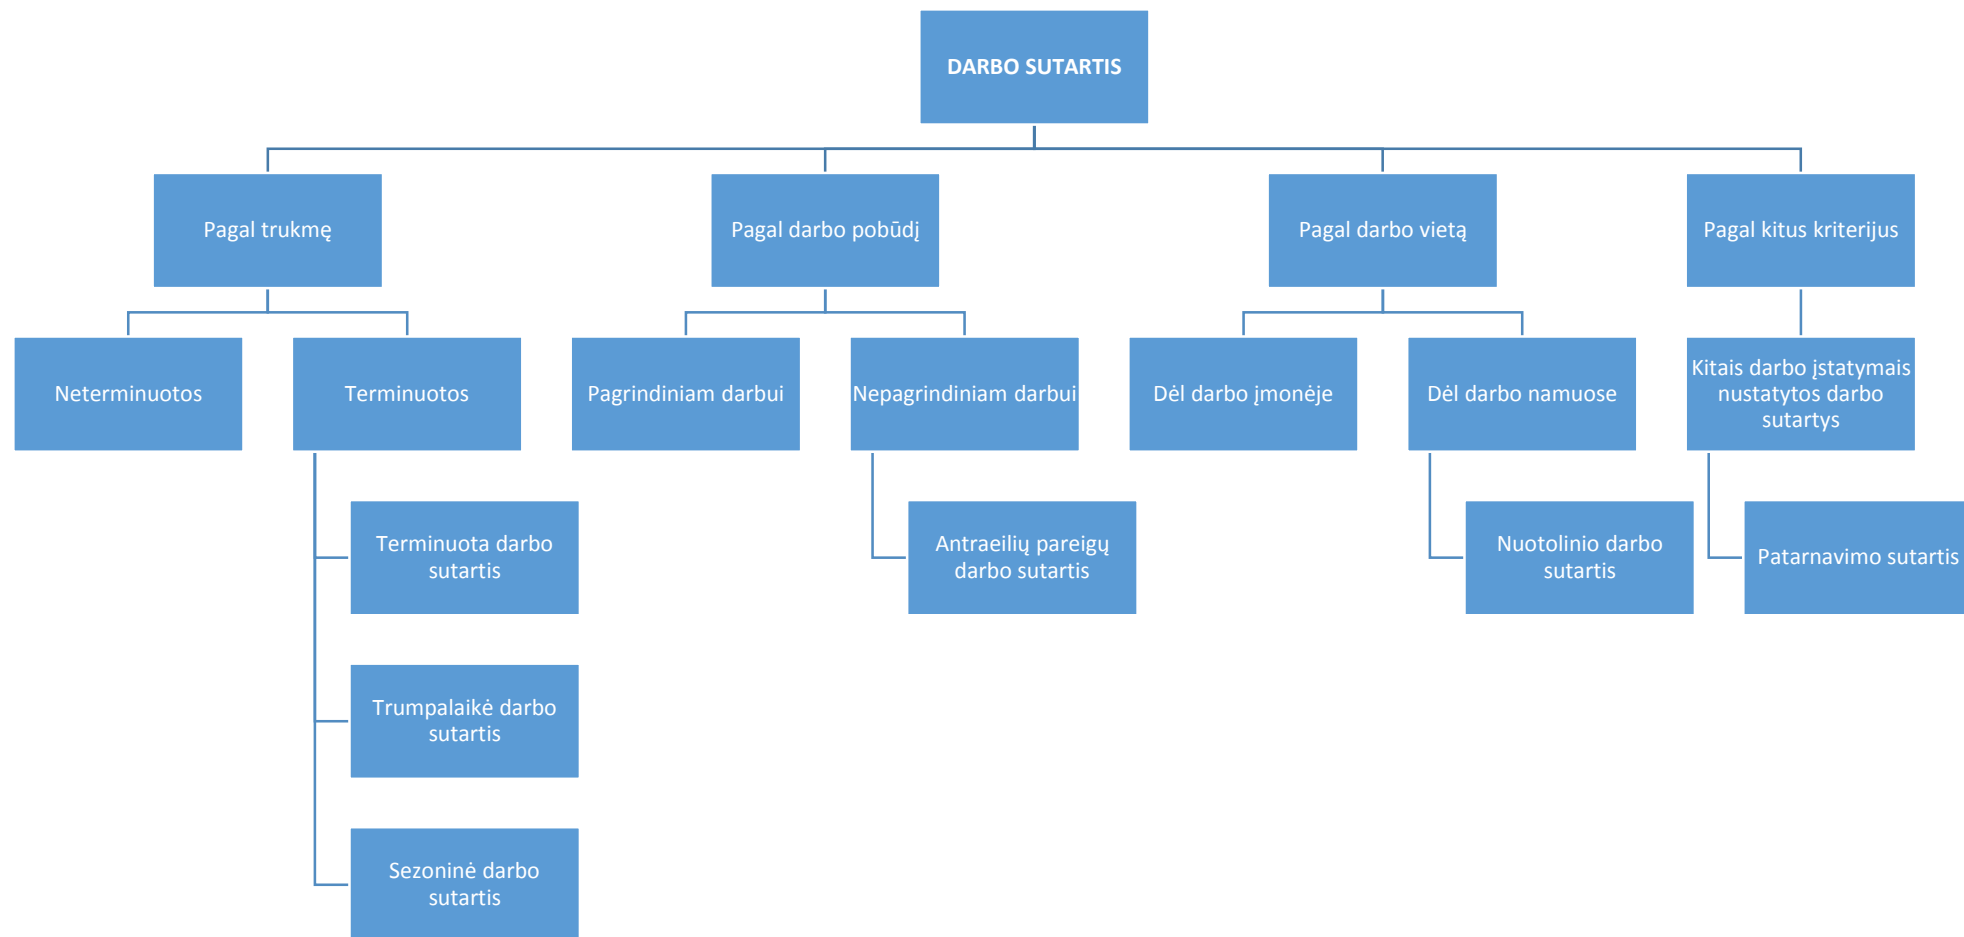 DARBO SUTARTIS
Pagal trukmę
Pagal darbo pobūdį
Pagal darbo vietą
Pagal kitus kriterijus
Neterminuotos
Terminuotos
Pagrindiniam darbui
Nepagrindiniam darbui
Dėl darbo įmonėje
Dėl darbo namuose
Kitais darbo įstatymais
nustatytos darbo
sutartys
Terminuota darbo
sutartis
Antraeilių pareigų
darbo sutartis
Nuotolinio darbo
sutartis
Patarnavimo sutartis
Trumpalaikė darbo
sutartis
Sezoninė darbo
sutartis